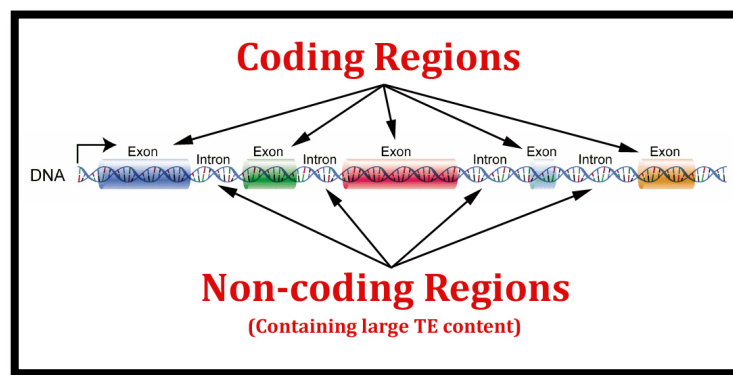 Coding Regions
Exon Intron Exon Intron Exon Intron Exon Intron Exon
DNA
Non-coding Regions
(Containing large TE content)